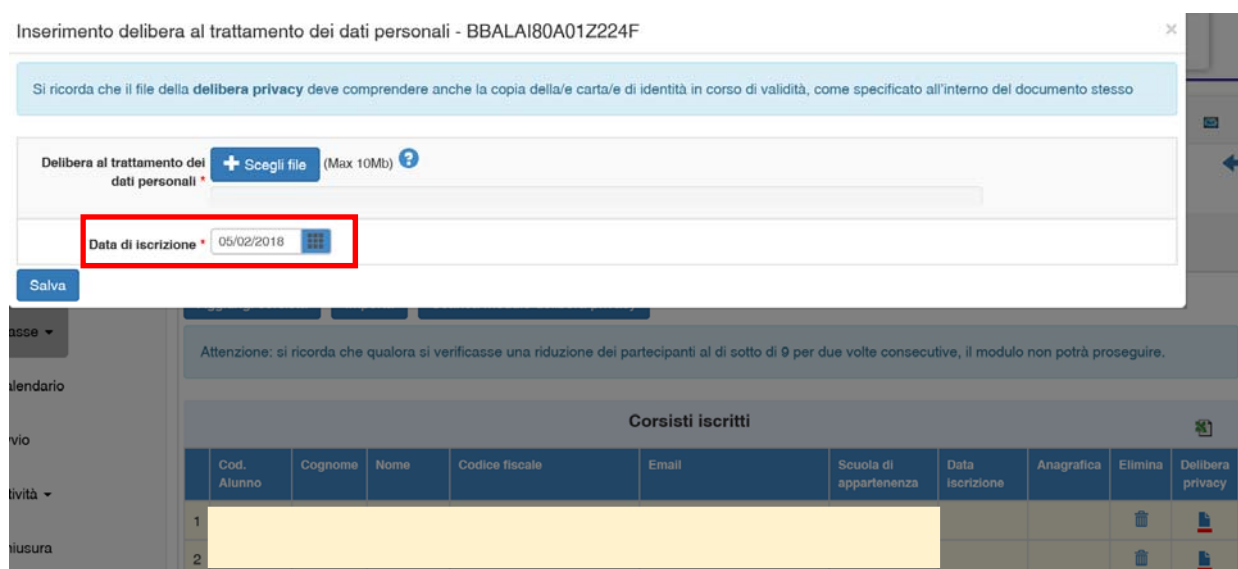 Inserimento delibera al trattamento dei dati personali - BBALAI80A01Z224F
×
Si ricorda che il file della delibera privacy deve comprendere anche la copia della/e carta/e di identità in corso di validità, come specificato all'interno del documento stesso
Delibera al trattamento dei dati personali * Scegli file (Max 10Mb) ?
Data di iscrizione * 05/02/2018
Salva
asse
Attenzione: si ricorda che qualora si verificasse una riduzione dei partecipanti al di sotto di 9 per due volte consecutive, il modulo non potrà proseguire.
alendario
Corsisti iscritti
vio
Cod. Alunno Cognome Nome Codice fiscale Email Scuola di appartenenza Data iscrizione Anagrafica Elimina Delibera privacy
tività
1
hiusura
2